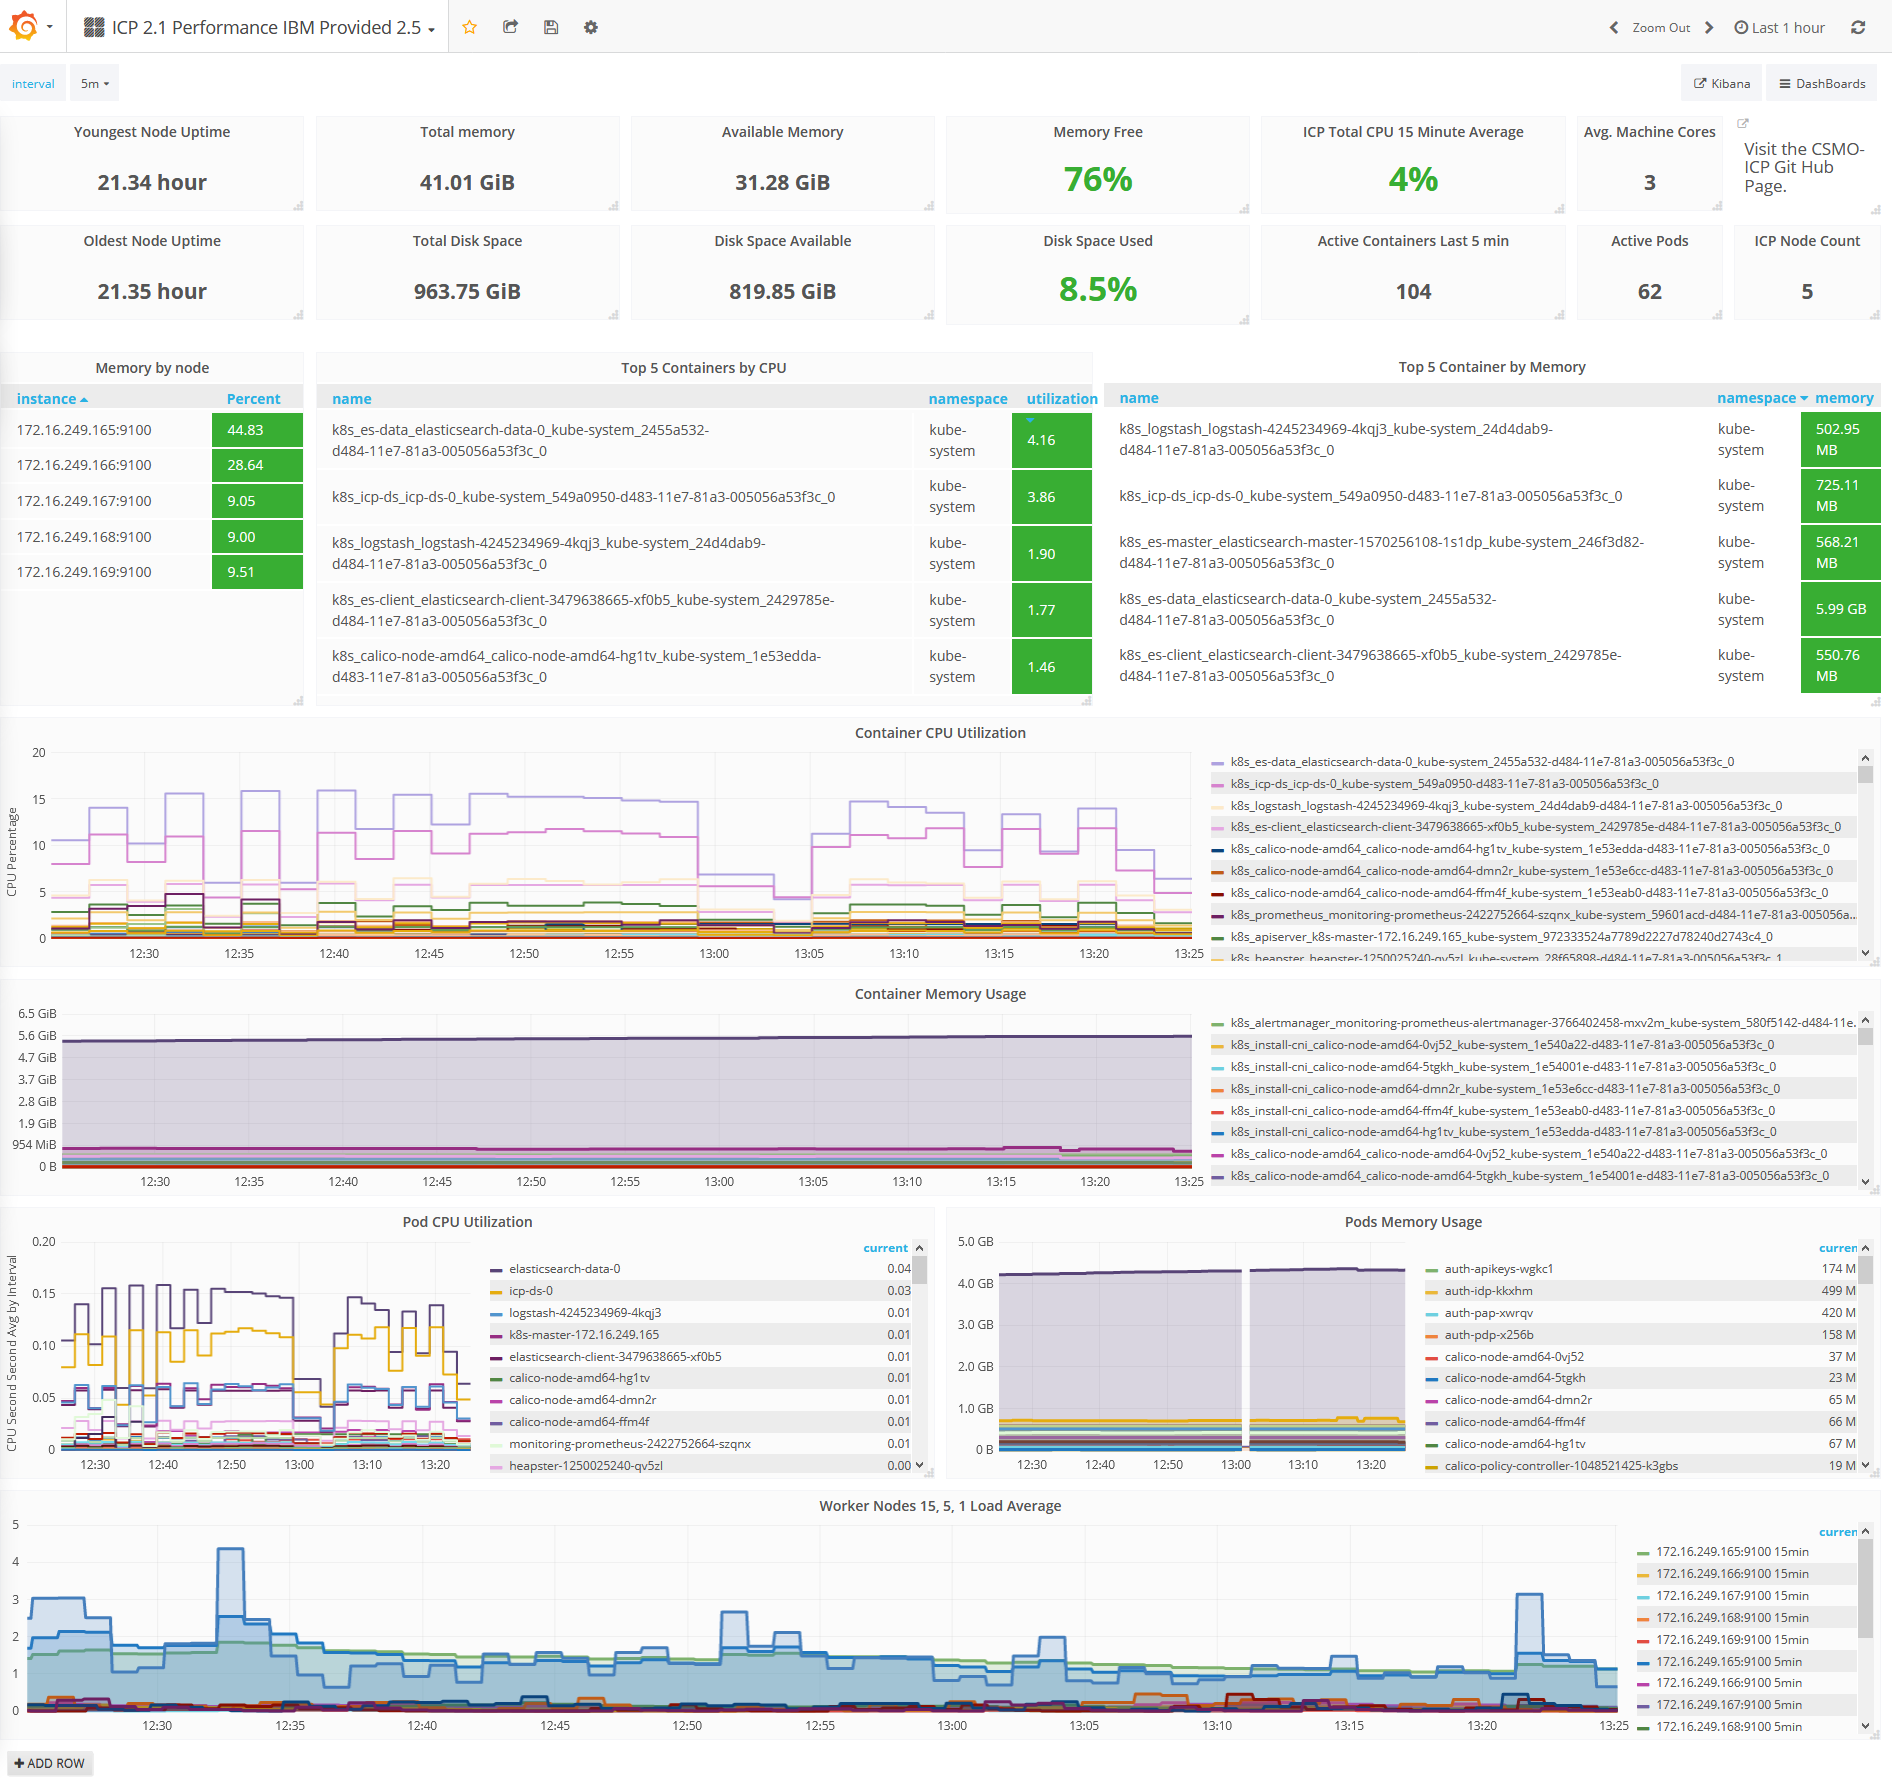 ICP 2.1 Performance IBM Provided 2.5
Zoom Out
Last 1 hour
interval
5m
Kibana
DashBoards
Youngest Node Uptime
21.34 hour
Total memory
41.01 GiB
Available Memory
31.28 GiB
Memory Free
76%
ICP Total CPU 15 Minute Average
4%
Avg. Machine Cores
3
Visit the CSMO-
ICP Git Hub
Page.
Oldest Node Uptime
21.35 hour
Total Disk Space
963.75 GiB
Disk Space Available
819.85 GiB
Disk Space Used
8.5%
Active Containers Last 5 min
104
Active Pods
62
ICP Node Count
5
Memory by node
instance Percent
172.16.249.165:9100 44.83
172.16.249.166:9100 28.64
172.16.249.167:9100 9.05
172.16.249.168:9100 9.00
172.16.249.169:9100 9.51
Top 5 Containers by CPU
name namespace utilization
k8s_es-data_elasticsearch-data-0_kube-system_2455a532-
d484-11e7-81a3-005056a53f3c_0
kube-
system
4.16
k8s_icp-ds_icp-ds-0_kube-system_549a0950-d483-11e7-81a3-005056a53f3c_0
kube-
system
3.86
k8s_logstash_logstash-4245234969-4kqj3_kube-system_24d4dab9-
d484-11e7-81a3-005056a53f3c_0
kube-
system
1.90
k8s_es-client_elasticsearch-client-3479638665-xf0b5_kube-system_2429785e-
d484-11e7-81a3-005056a53f3c_0
kube-
system
1.77
k8s_calico-node-amd64_calico-node-amd64-hg1tv_kube-system_1e53edda-
d483-11e7-81a3-005056a53f3c_0
kube-
system
1.46
Top 5 Container by Memory
name namespace memory
k8s_logstash_logstash-4245234969-4kqj3_kube-system_24d4dab9-
d484-11e7-81a3-005056a53f3c_0
kube-
system
502.95
MB
k8s_icp-ds_icp-ds-0_kube-system_549a0950-d483-11e7-81a3-005056a53f3c_0
kube-
system
725.11
MB
k8s_es-master_elasticsearch-master-1570256108-1s1dp_kube-system_246f3d82-
d484-11e7-81a3-005056a53f3c_0
kube-
system
568.21
MB
k8s_es-data_elasticsearch-data-0_kube-system_2455a532-
d484-11e7-81a3-005056a53f3c_0
kube-
system
5.99 GB
k8s_es-client_elasticsearch-client-3479638665-xf0b5_kube-system_2429785e-
d484-11e7-81a3-005056a53f3c_0
kube-
system
550.76
MB
Container CPU Utilization
CPU Percentage
20
15
10
5
0
12:30 12:35 12:40 12:45 12:50 12:55 13:00 13:05 13:10 13:15 13:20 13:25
k8s_es-data_elasticsearch-data-0_kube-system_2455a532-d484-11e7-81a3-005056a53f3c_0
k8s_icp-ds_icp-ds-0_kube-system_549a0950-d483-11e7-81a3-005056a53f3c_0
k8s_logstash_logstash-4245234969-4kqj3_kube-system_24d4dab9-d484-11e7-81a3-005056a53f3c_0
k8s_es-client_elasticsearch-client-3479638665-xf0b5_kube-system_2429785e-d484-11e7-81a3-005056a53f3c_0
k8s_calico-node-amd64_calico-node-amd64-hg1tv_kube-system_1e53edda-d483-11e7-81a3-005056a53f3c_0
k8s_calico-node-amd64_calico-node-amd64-dmn2r_kube-system_1e53e6cc-d483-11e7-81a3-005056a53f3c_0
k8s_calico-node-amd64_calico-node-amd64-ffm4f_kube-system_1e53eab0-d483-11e7-81a3-005056a53f3c_0
k8s_prometheus_monitoring-prometheus-2422752664-szqnx_kube-system_59601acd-d484-11e7-81a3-005056a...
k8s_apiserver_k8s-master-172.16.249.165_kube-system_972333524a7789d2227d78240d2743c4_0
k8s_heapster_heapster-1250025240-qv5zl_kube-system_28f65898-d484-11e7-81a3-005056a53f3c_1
Container Memory Usage
6.5 GiB
5.6 GiB
4.7 GiB
3.7 GiB
2.8 GiB
1.9 GiB
954 MiB
0 B
12:30 12:35 12:40 12:45 12:50 12:55 13:00 13:05 13:10 13:15 13:20 13:25
k8s_alertmanager_monitoring-prometheus-alertmanager-3766402458-mxv2m_kube-system_580f5142-d484-11e...
k8s_install-cni_calico-node-amd64-0vj52_kube-system_1e540a22-d483-11e7-81a3-005056a53f3c_0
k8s_install-cni_calico-node-amd64-5tgkh_kube-system_1e54001e-d483-11e7-81a3-005056a53f3c_0
k8s_install-cni_calico-node-amd64-dmn2r_kube-system_1e53e6cc-d483-11e7-81a3-005056a53f3c_0
k8s_install-cni_calico-node-amd64-ffm4f_kube-system_1e53eab0-d483-11e7-81a3-005056a53f3c_0
k8s_install-cni_calico-node-amd64-hg1tv_kube-system_1e53edda-d483-11e7-81a3-005056a53f3c_0
k8s_calico-node-amd64_calico-node-amd64-0vj52_kube-system_1e540a22-d483-11e7-81a3-005056a53f3c_0
k8s_calico-node-amd64_calico-node-amd64-5tgkh_kube-system_1e54001e-d483-11e7-81a3-005056a53f3c_0
Pod CPU Utilization
CPU Second Second Avg by Interval
0.20
0.15
0.10
0.05
0
12:30 12:40 12:50 13:00 13:10 13:20
current
elasticsearch-data-0 0.04
icp-ds-0 0.03
logstash-4245234969-4kqj3 0.01
k8s-master-172.16.249.165 0.01
elasticsearch-client-3479638665-xf0b5 0.01
calico-node-amd64-hg1tv 0.01
calico-node-amd64-dmn2r 0.01
calico-node-amd64-ffm4f 0.01
monitoring-prometheus-2422752664-szqnx 0.01
heapster-1250025240-qv5zl 0.00
Pods Memory Usage
5.0 GB
4.0 GB
3.0 GB
2.0 GB
1.0 GB
0 B
12:30 12:40 12:50 13:00 13:10 13:20
curren
auth-apikeys-wgkc1 174 M
auth-idp-kkxhm 499 M
auth-pap-xwrqv 420 M
auth-pdp-x256b 158 M
calico-node-amd64-0vj52 37 M
calico-node-amd64-5tgkh 23 M
calico-node-amd64-dmn2r 65 M
calico-node-amd64-ffm4f 66 M
calico-node-amd64-hg1tv 67 M
calico-policy-controller-1048521425-k3gbs 19 M
Worker Nodes 15, 5, 1 Load Average
5
4
3
2
1
0
12:30 12:35 12:40 12:45 12:50 12:55 13:00 13:05 13:10 13:15 13:20 13:25
curren
172.16.249.165:9100 15min
172.16.249.166:9100 15min
172.16.249.167:9100 15min
172.16.249.168:9100 15min
172.16.249.169:9100 15min
172.16.249.165:9100 5min
172.16.249.166:9100 5min
172.16.249.167:9100 5min
172.16.249.168:9100 5min
ADD ROW